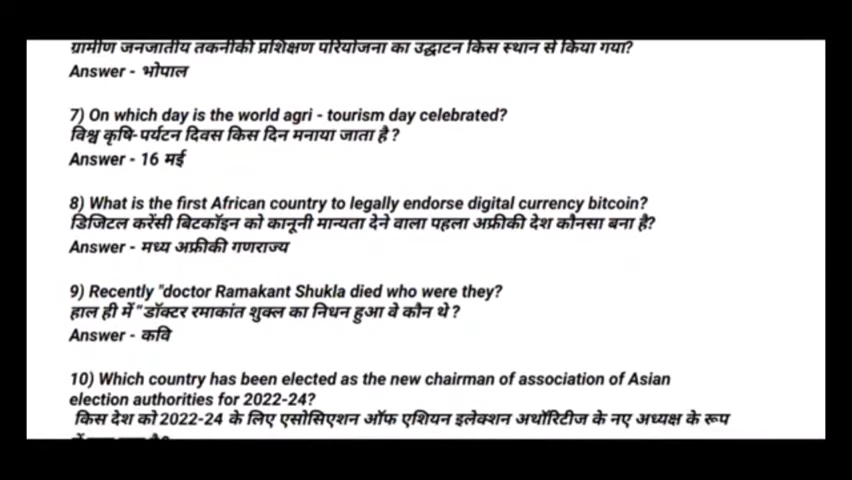 ग्रामीण जनजातीय तकनीकी प्रशिक्षण परियोजना का उद्घाटन किस स्थान से किया गया?
Answer - भोपाल
7) On which day is the world agri - tourism day celebrated?
विश्व कृषि-पर्यटन दिवस किस दिन मनाया जाता है?
Answer - 16 मई
8) What is the first African country to legally endorse digital currency bitcoin?
डिजिटल करेंसी बिटकॉइन को कानूनी मान्यता देने वाला पहला अफ्रीकी देश कौनसा बना है?
Answer - मध्य अफ्रीकी गणराज्य
9) Recently "doctor Ramakant Shukla died who were they?
हाल ही में "डॉक्टर रमाकांत शुक्ल का निधन हुआ वे कौन थे?
Answer - कवि
10) Which country has been elected as the new chairman of association of Asian
election authorities for 2022-24?
किस देश को 2022-24 के लिए एसोसिएशन ऑफ एशियन इलेक्शन अथॉरिटीज के नए अध्यक्ष के रूप